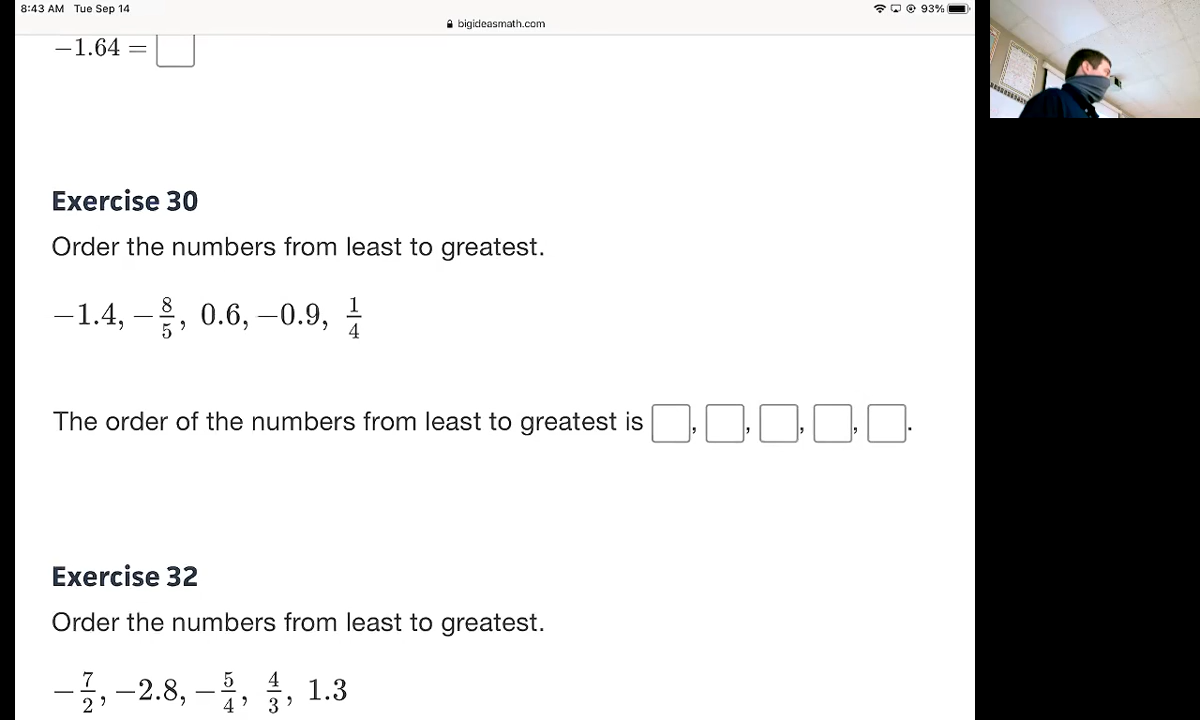 8:43 AM Tue Sep 14
93%
bigideasmath.com
−1.64 =
Exercise 30
Order the numbers from least to greatest.
−1.4, −8/5, 0.6, −0.9, 1/4
The order of the numbers from least to greatest is , , , , .
Exercise 32
Order the numbers from least to greatest.
−7/2, −2.8, −5/4, 4/3, 1.3